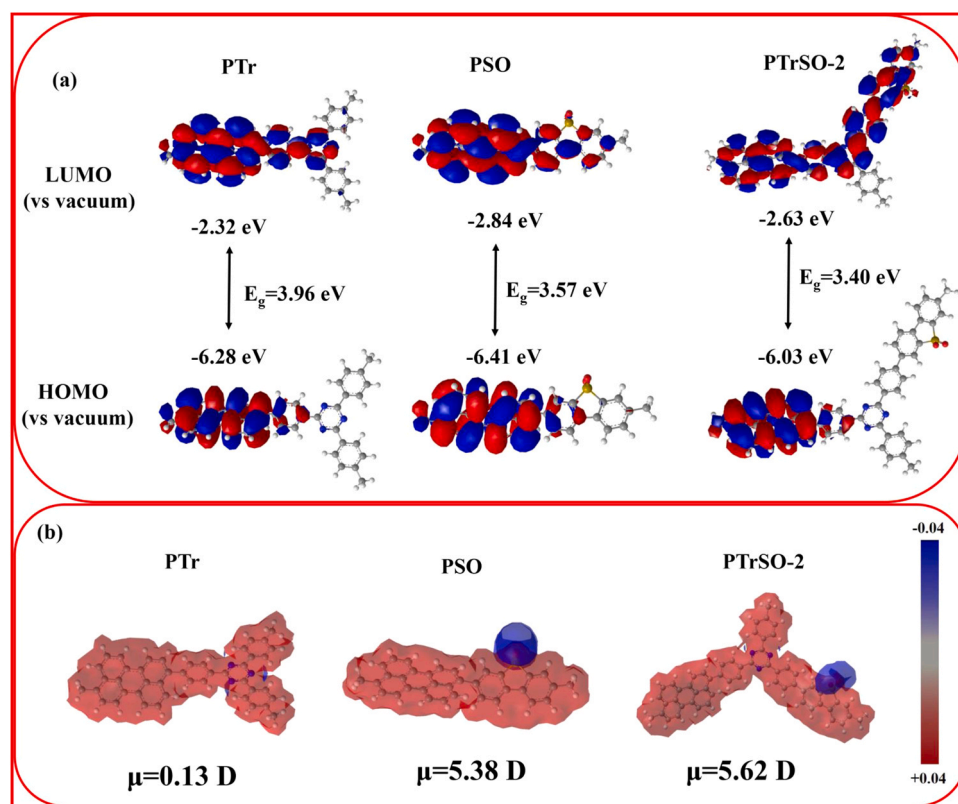 (a)
PTr
PSO
PTrSO-2
LUMO
(vs vacuum)
-2.32 eV
-2.84 eV
-2.63 eV
Eg=3.96 eV
Eg=3.57 eV
Eg=3.40 eV
-6.28 eV
-6.41 eV
-6.03 eV
HOMO
(vs vacuum)
(b)
PTr
PSO
PTrSO-2
-0.04
μ=0.13 D
μ=5.38 D
μ=5.62 D
+0.04